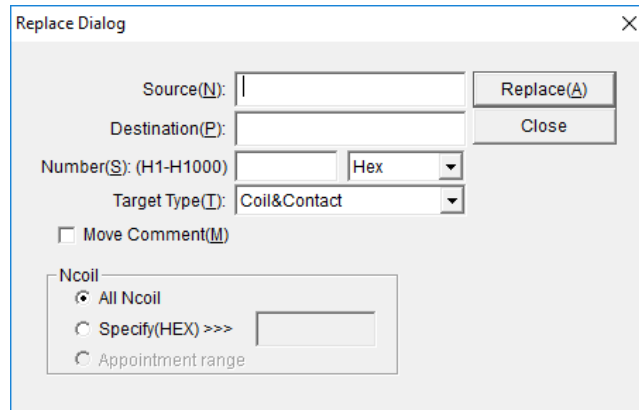 Replace Dialog
Source(N): Replace(A)
Destination(P): Close
Number(S): (H1-H1000) Hex
Target Type(T): Coil&Contact
Move Comment(M)
Ncoil
All Ncoil
Specify(HEX) >>>
Appointment range